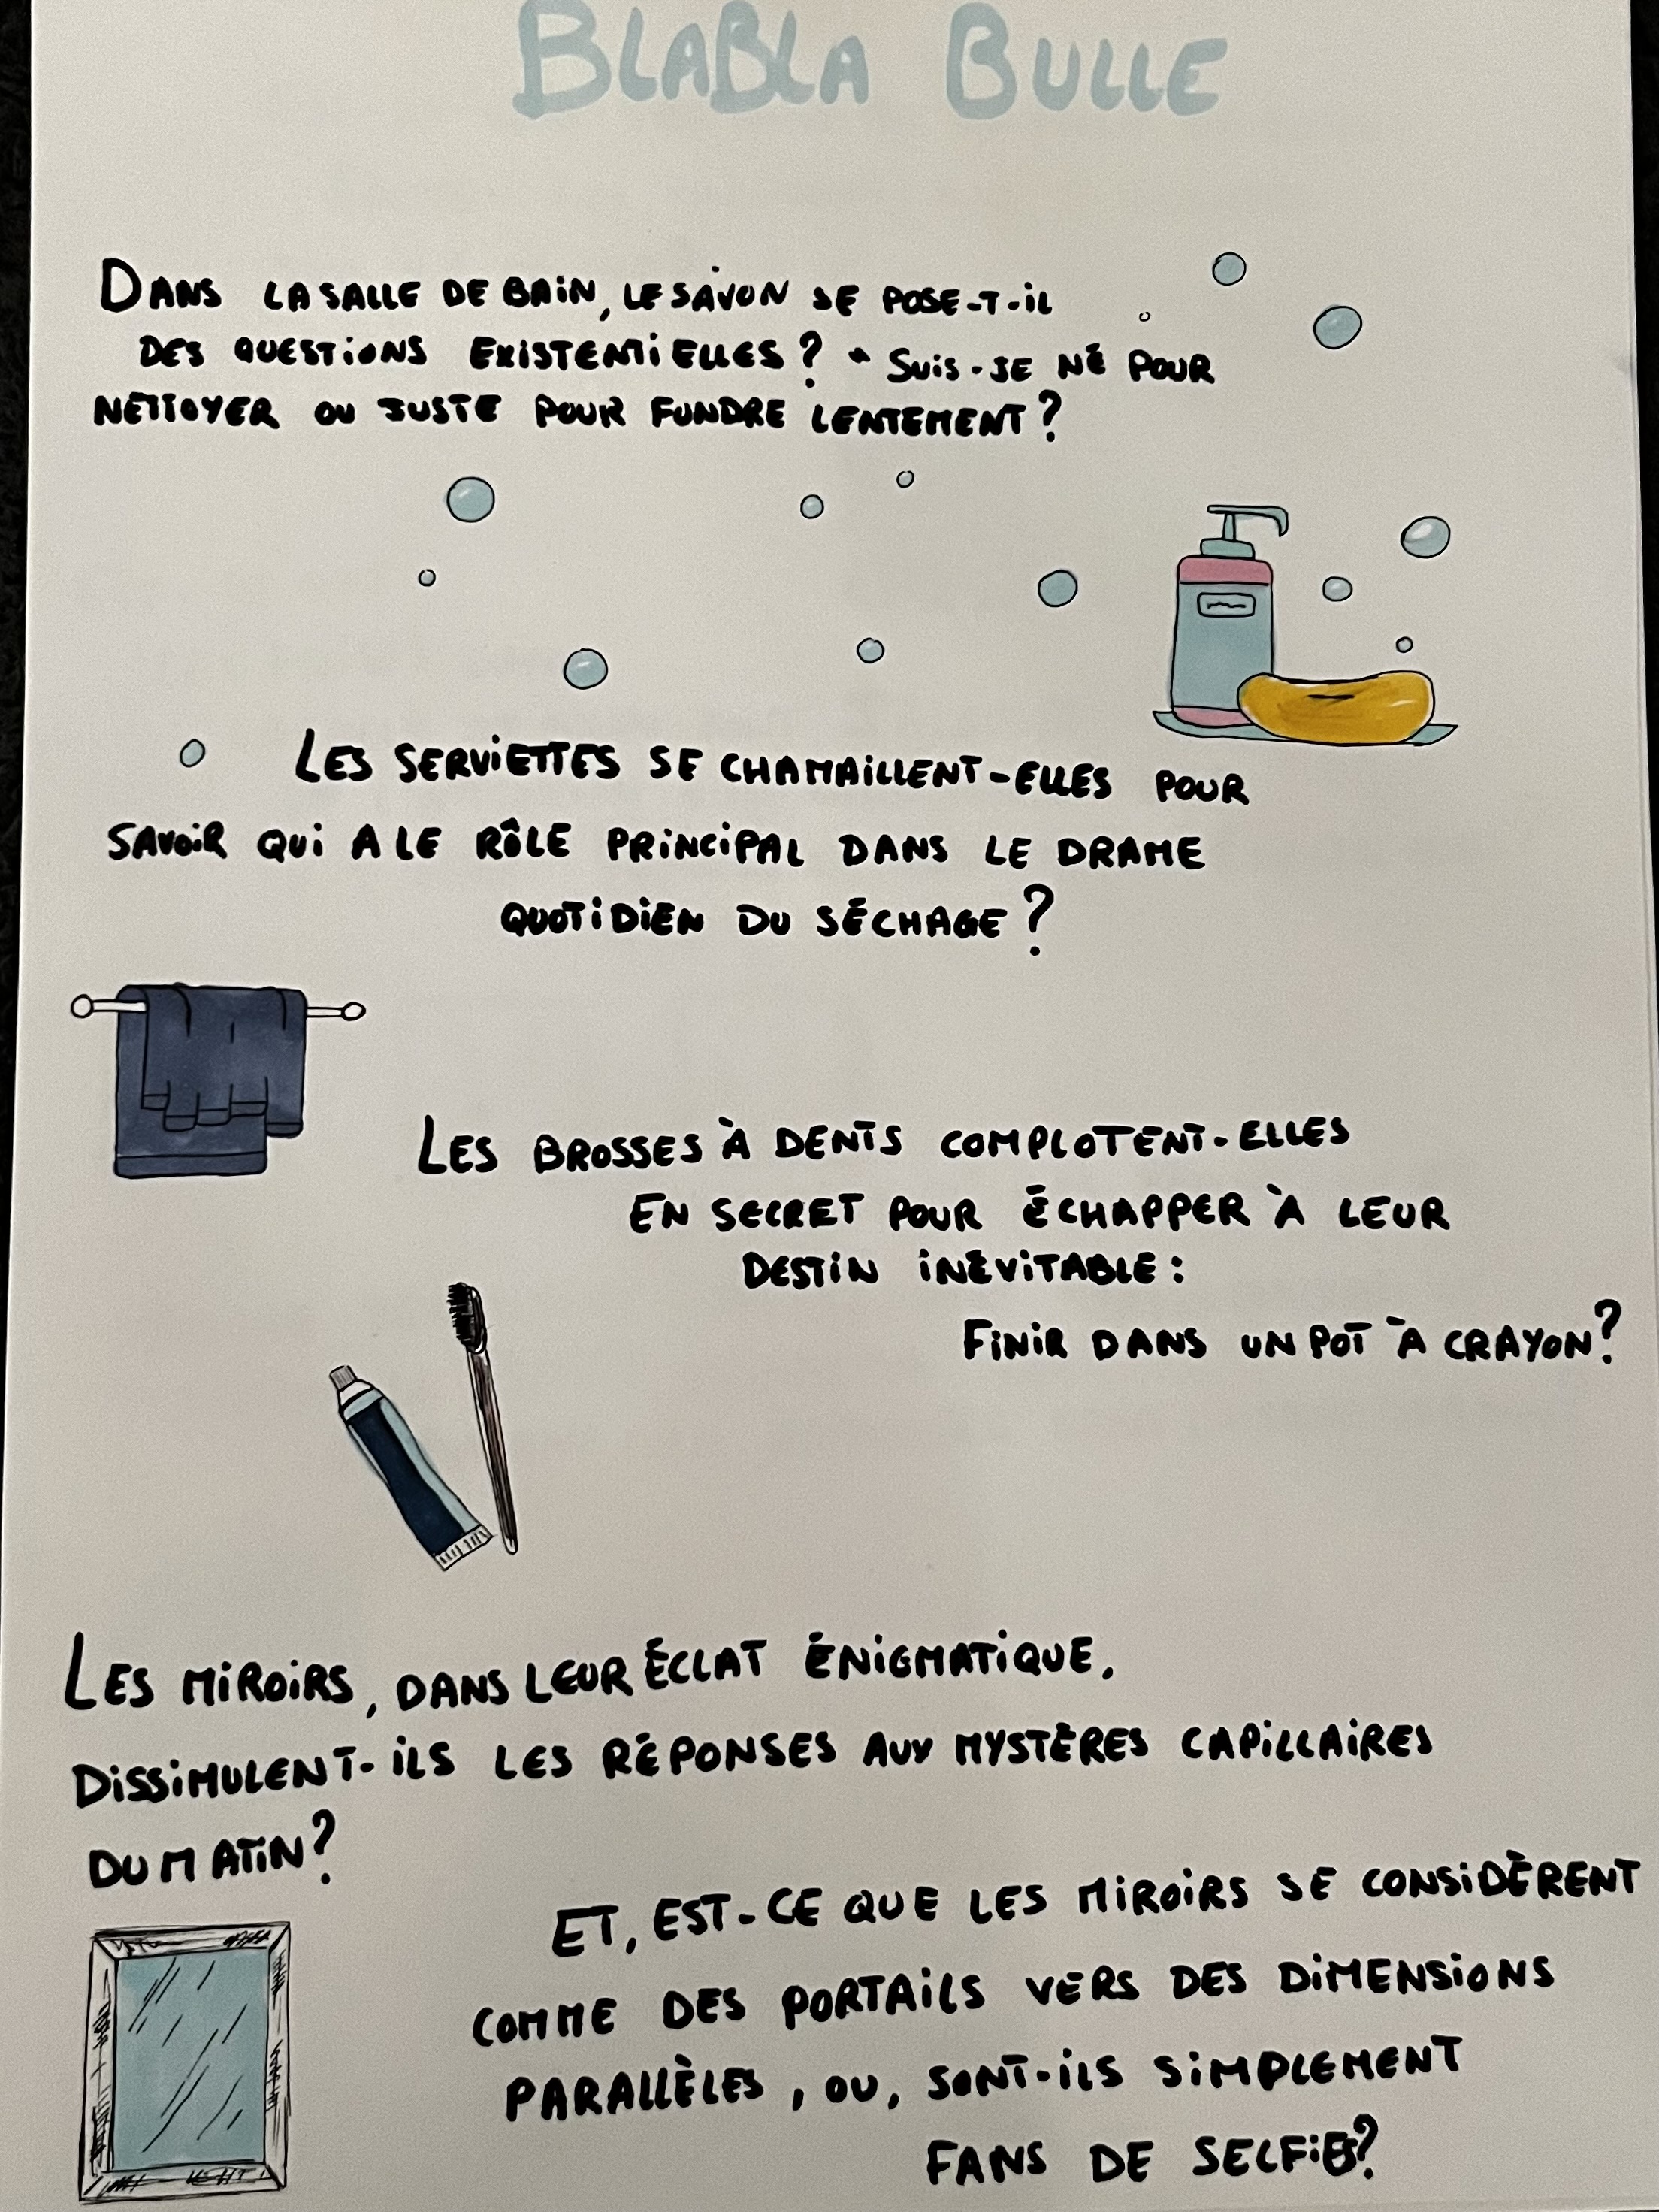 BLABLA BULLE
DANS LA SALLE DE BAIN, LE SAVON SE POSE-T-iL
DES QUESTIONS EXISTENTIELLES ? " SUIS-JE NÉ POUR
NETTOYER OU JUSTE POUR FONDRE LENTEMENT ?
LES SERVIETTES SE CHAMAILLENT-ELLES POUR
SAVOIR QUI A LE RÔLE PRINCIPAL DANS LE DRAME
QUOTIDIEN DU SÉCHAGE ?
LES BROSSES À DENTS COMPLOTENT-ELLES
EN SECRET POUR ÉCHAPPER À LEUR
DESTIN INÉVITABLE :
FINIR DANS UN POT À CRAYON ?
LES MIROIRS, DANS LEUR ÉCLAT ÉNIGMATIQUE,
DISSIMULENT-ILS LES RÉPONSES AUX MYSTÈRES CAPILLAIRES
DU MATIN ?
ET, EST-CE QUE LES MIROIRS SE CONSIDÈRENT
COMME DES PORTAILS VERS DES DIMENSIONS
PARALLÈLES, OU, SONT-ILS SIMPLEMENT
FANS DE SELFIES ?